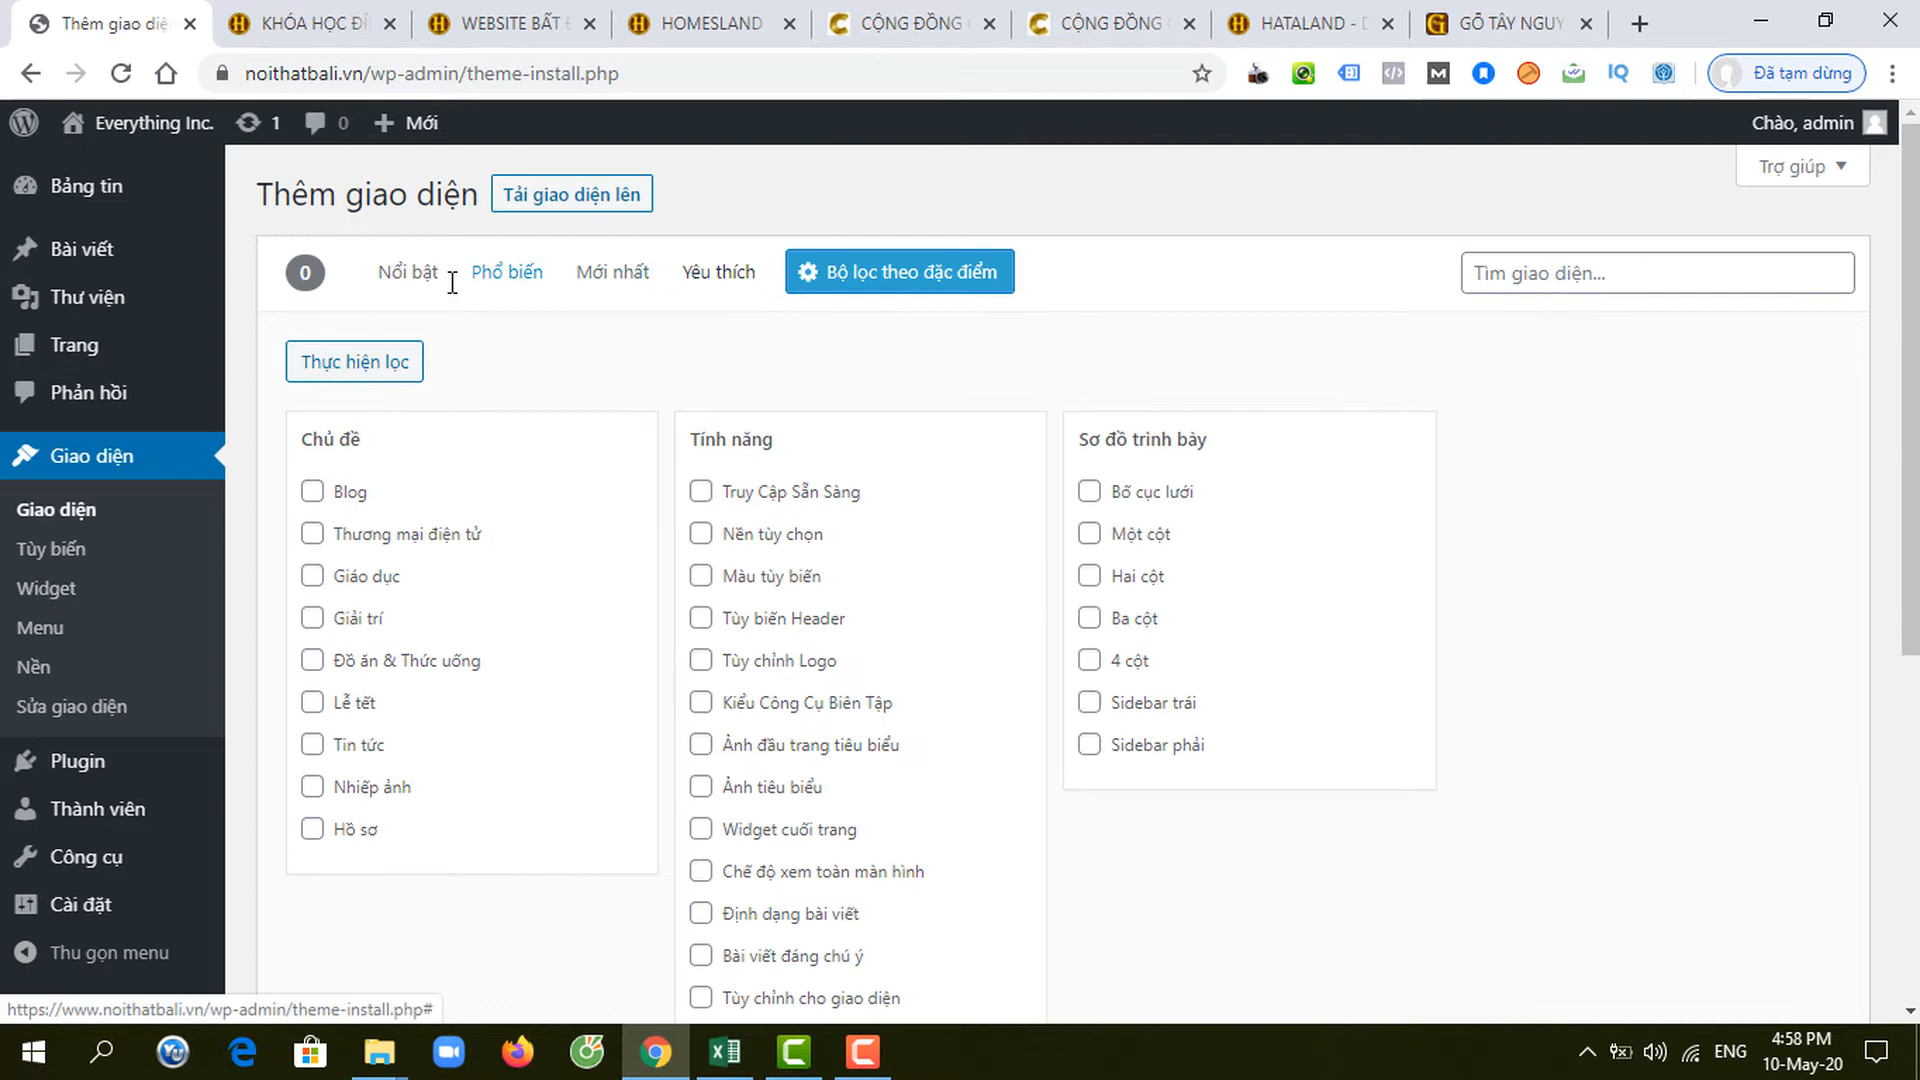 Thêm giao diệ
KHÓA HỌC ĐỈ
WEBSITE BẤT
HOMESLAND
CỘNG ĐỒNG
CỘNG ĐỒNG
HATALAND - D
GỖ TÂY NGUY
noithatbali.vn/wp-admin/theme-install.php
Đã tạm dừng
Everything Inc.
1
0
Mới
Chào, admin
Trợ giúp
Bảng tin
Bài viết
Thư viện
Trang
Phản hồi
Giao diện
Giao diện
Tùy biến
Widget
Menu
Nền
Sửa giao diện
Plugin
Thành viên
Công cụ
Cài đặt
Thu gọn menu
Thêm giao diện
Tải giao diện lên
0
Nổi bật
Phổ biến
Mới nhất
Yêu thích
Bộ lọc theo đặc điểm
Tìm giao diện...
Thực hiện lọc
Chủ đề
Blog
Thương mại điện tử
Giáo dục
Giải trí
Đồ ăn & Thức uống
Lễ tết
Tin tức
Nhiếp ảnh
Hồ sơ
Tính năng
Truy Cập Sẵn Sàng
Nền tùy chọn
Màu tùy biến
Tùy biến Header
Tùy chỉnh Logo
Kiểu Công Cụ Biên Tập
Ảnh đầu trang tiêu biểu
Ảnh tiêu biểu
Widget cuối trang
Chế độ xem toàn màn hình
Định dạng bài viết
Bài viết đáng chú ý
Tùy chỉnh cho giao diện
Sơ đồ trình bày
Bố cục lưới
Một cột
Hai cột
Ba cột
4 cột
Sidebar trái
Sidebar phải
https://www.noithatbali.vn/wp-admin/theme-install.php#
ENG
4:58 PM
10-May-20